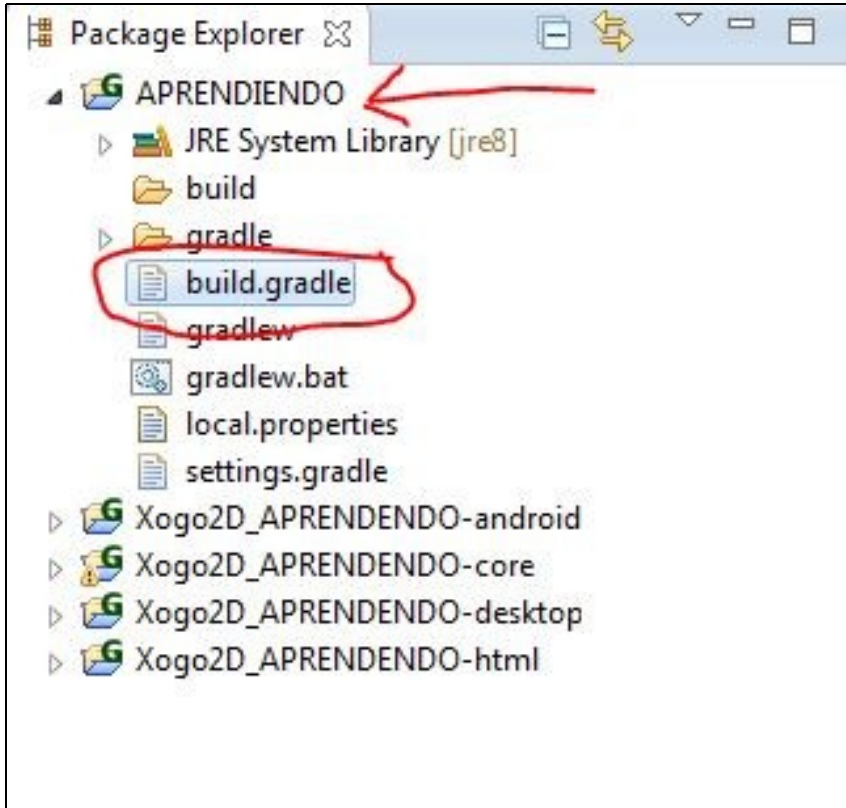 Package Explorer
APRENDIENDO
JRE System Library [jre8]
build
gradle
build.gradle
gradlew
gradlew.bat
local.properties
settings.gradle
Xogo2D_APRENDENDO-android
Xogo2D_APRENDENDO-core
Xogo2D_APRENDENDO-desktop
Xogo2D_APRENDENDO-html